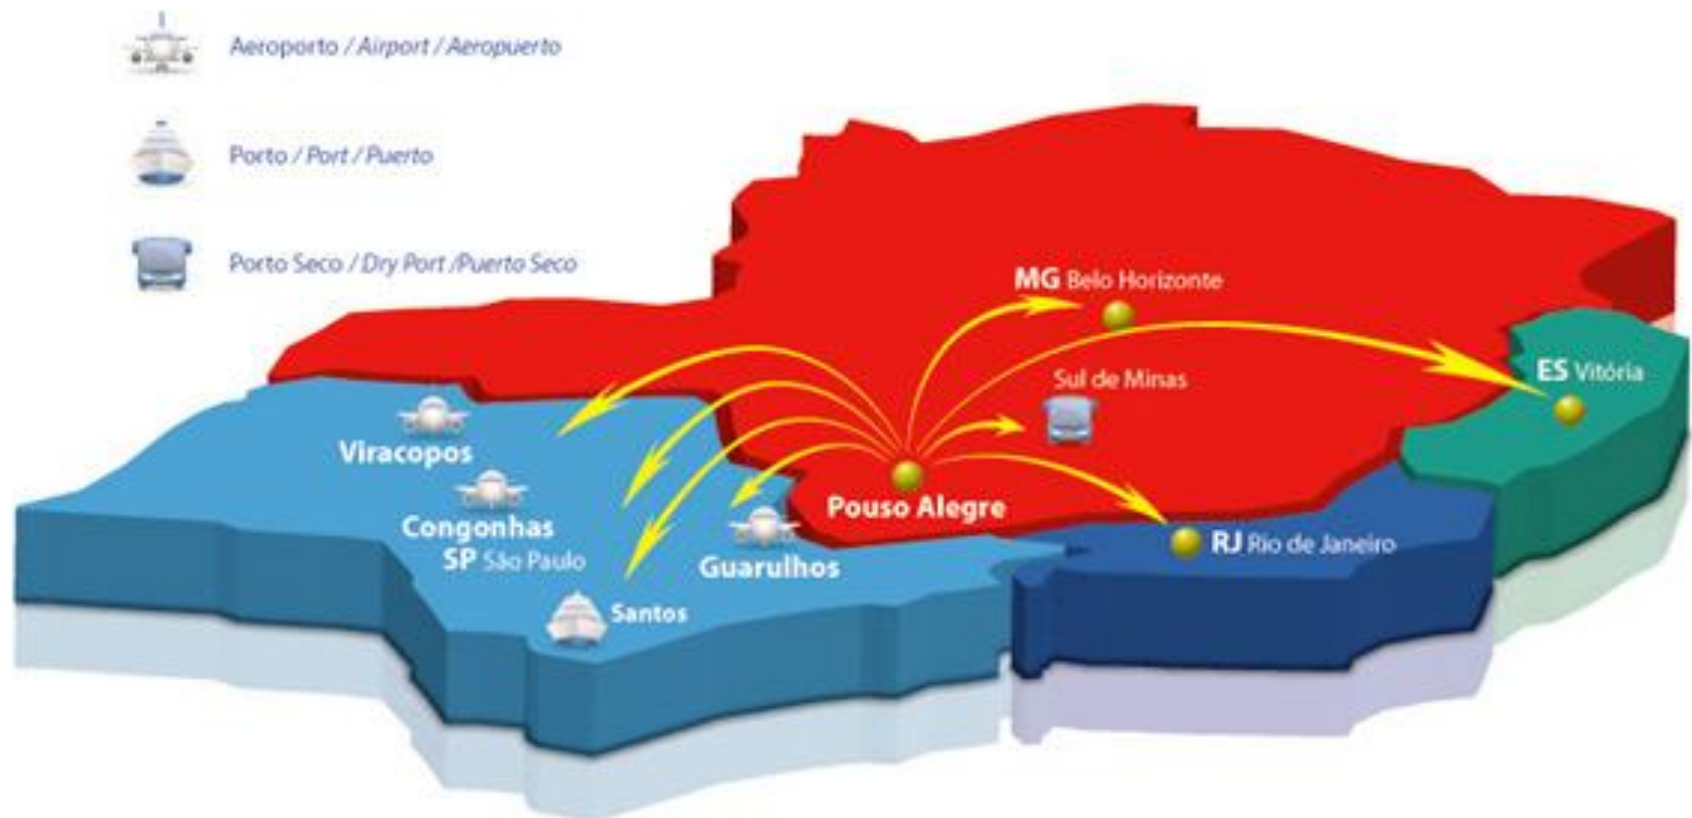 Aeroporto / Airport / Aeropuerto
Porto / Port / Puerto
Porto Seco / Dry Port /Puerto Seco
MG Belo Horizonte
ES Vitória
Sul de Minas
Viracopos
Pouso Alegre
Congonhas
SP São Paulo
RJ Rio de Janeiro
Guarulhos
Santos